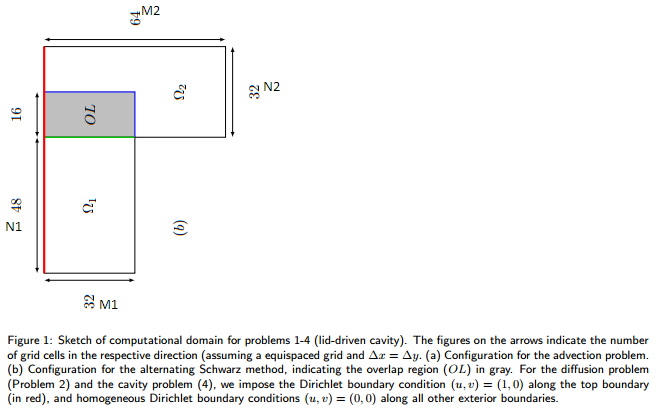 64 M2
32 N2
16
OL
Ω2
48
N1
Ω1
(b)
32 M1
Figure 1: Sketch of computational domain for problems 1-4 (lid-driven cavity). The figures on the arrows indicate the number
of grid cells in the respective direction (assuming a equispaced grid and Δx = Δy. (a) Configuration for the advection problem.
(b) Configuration for the alternating Schwarz method, indicating the overlap region (OL) in gray. For the diffusion problem
(Problem 2) and the cavity problem (4), we impose the Dirichlet boundary condition (u, v) = (1, 0) along the top boundary
(in red), and homogeneous Dirichlet boundary conditions (u, v) = (0, 0) along all other exterior boundaries.